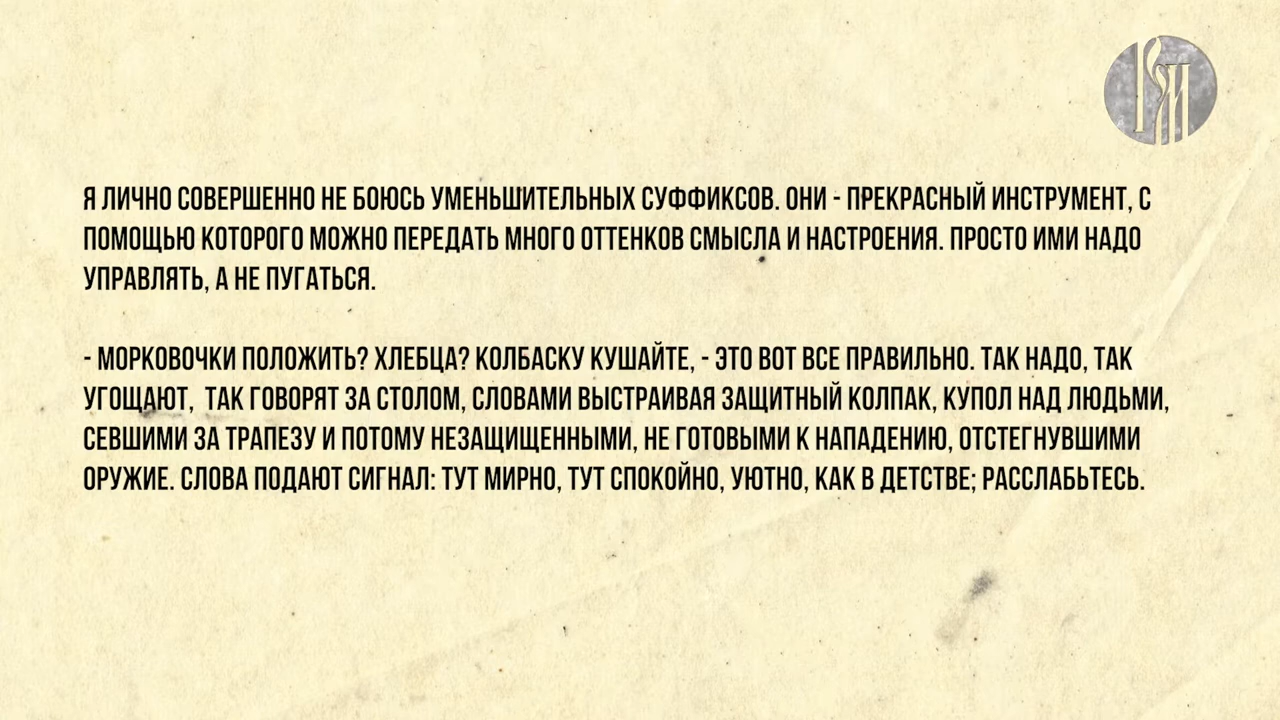 Я ЛИЧНО СОВЕРШЕННО НЕ БОЮСЬ УМЕНЬШИТЕЛЬНЫХ СУФФИКСОВ. ОНИ - ПРЕКРАСНЫЙ ИНСТРУМЕНТ, С
ПОМОЩЬЮ КОТОРОГО МОЖНО ПЕРЕДАТЬ МНОГО ОТТЕНКОВ СМЫСЛА И НАСТРОЕНИЯ. ПРОСТО ИМИ НАДО
УПРАВЛЯТЬ, А НЕ ПУГАТЬСЯ.
- МОРКОВОЧКИ ПОЛОЖИТЬ? ХЛЕБЦА? КОЛБАСКУ КУШАЙТЕ, - ЭТО ВОТ ВСЕ ПРАВИЛЬНО. ТАК НАДО, ТАК
УГОЩАЮТ,  ТАК ГОВОРЯТ ЗА СТОЛОМ, СЛОВАМИ ВЫСТРАИВАЯ ЗАЩИТНЫЙ КОЛПАК, КУПОЛ НАД ЛЮДЬМИ,
СЕВШИМИ ЗА ТРАПЕЗУ И ПОТОМУ НЕЗАЩИЩЕННЫМИ, НЕ ГОТОВЫМИ К НАПАДЕНИЮ, ОТСТЕГНУВШИМИ
ОРУЖИЕ. СЛОВА ПОДАЮТ СИГНАЛ: ТУТ МИРНО, ТУТ СПОКОЙНО, УЮТНО, КАК В ДЕТСТВЕ; РАССЛАБЬТЕСЬ.